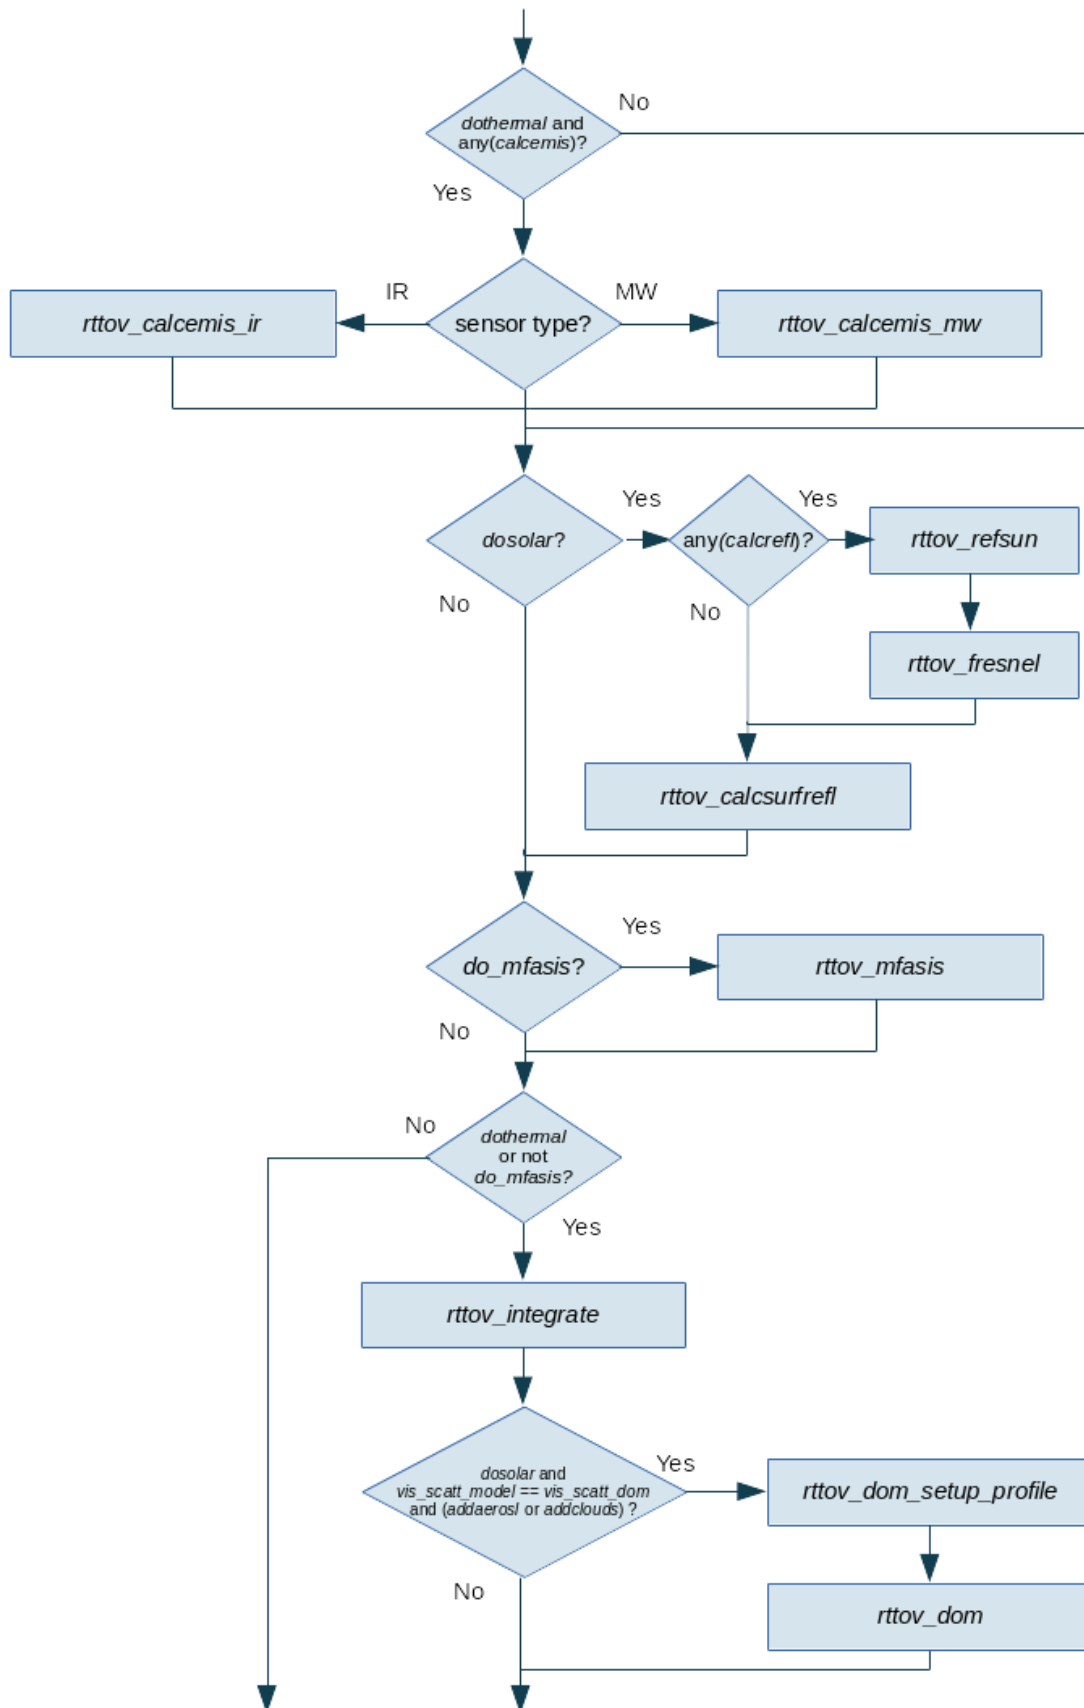 No
dothermal and
any(calcemis)?
Yes
IR
MW
rttov_calcemis_ir
sensor type?
rttov_calcemis_mw
Yes
Yes
dosolar?
any(calcrefl)?
rttov_refsun
No
No
rttov_fresnel
rttov_calcsurfrefl
Yes
do_mfasis?
rttov_mfasis
No
No
dothermal
or not
do_mfasis?
Yes
rttov_integrate
Yes
dosolar and
vis_scatt_model == vis_scatt_dom
and (addaerosl or addclouds) ?
rttov_dom_setup_profile
No
rttov_dom